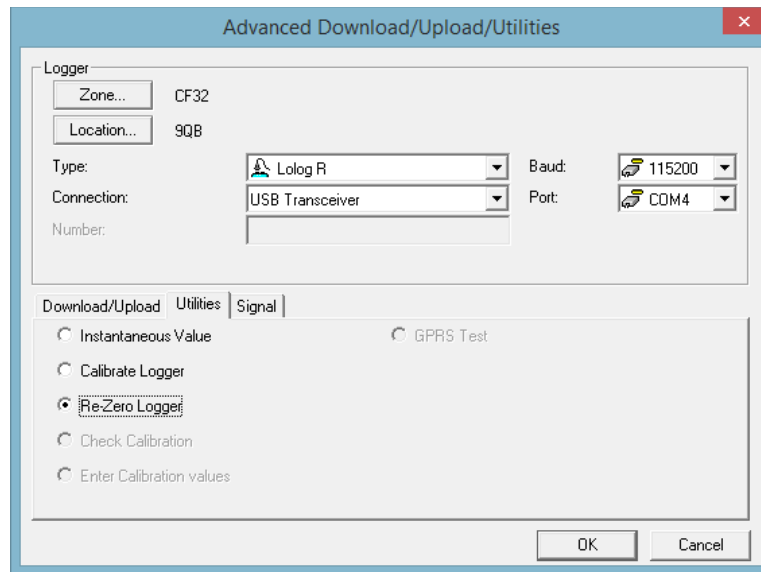 Advanced Download/Upload/Utilities
Logger
Zone... CF32
Location... 9QB
Type: Lolog R Baud: 115200
Connection: USB Transceiver Port: COM4
Number:
Download/Upload Utilities Signal
Instantaneous Value GPRS Test
Calibrate Logger
Re-Zero Logger
Check Calibration
Enter Calibration values
OK Cancel